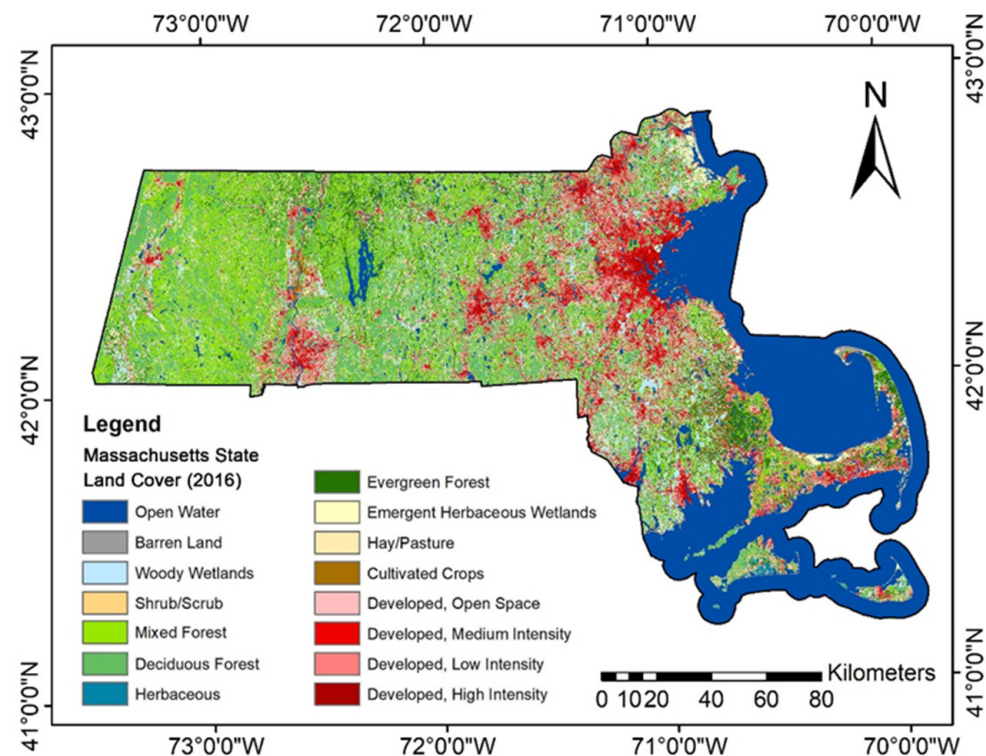 73°0'0"W 72°0'0"W 71°0'0"W 70°0'0"W
43°0'0"N
43°0'0"N
N
42°0'0"N
42°0'0"N
Legend
Massachusetts State
Land Cover (2016)
Open Water
Barren Land
Woody Wetlands
Shrub/Scrub
Mixed Forest
Deciduous Forest
Herbaceous
Evergreen Forest
Emergent Herbaceous Wetlands
Hay/Pasture
Cultivated Crops
Developed, Open Space
Developed, Medium Intensity
Developed, Low Intensity
Developed, High Intensity
Kilometers
0 10 20 40 60 80
41°0'0"N
41°0'0"N
73°0'0"W 72°0'0"W 71°0'0"W 70°0'0"W